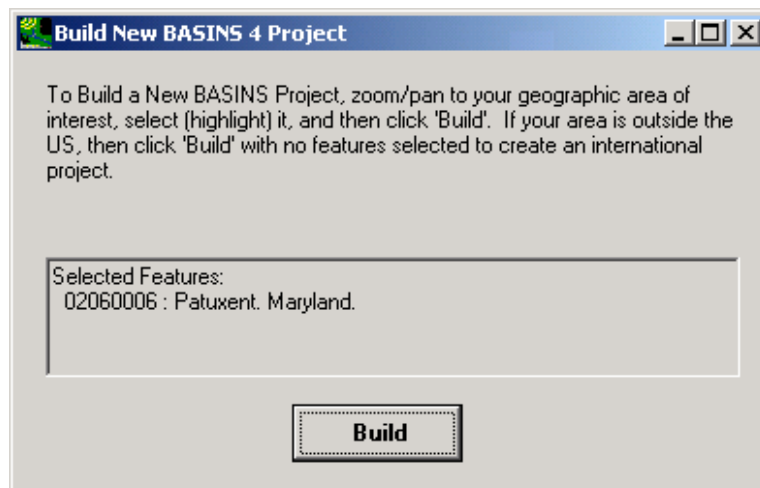 Build New BASINS 4 Project
To Build a New BASINS Project, zoom/pan to your geographic area of
interest, select (highlight) it, and then click 'Build'.  If your area is outside the
US, then click 'Build' with no features selected to create an international
project.
Selected Features:
02060006 : Patuxent. Maryland.
Build